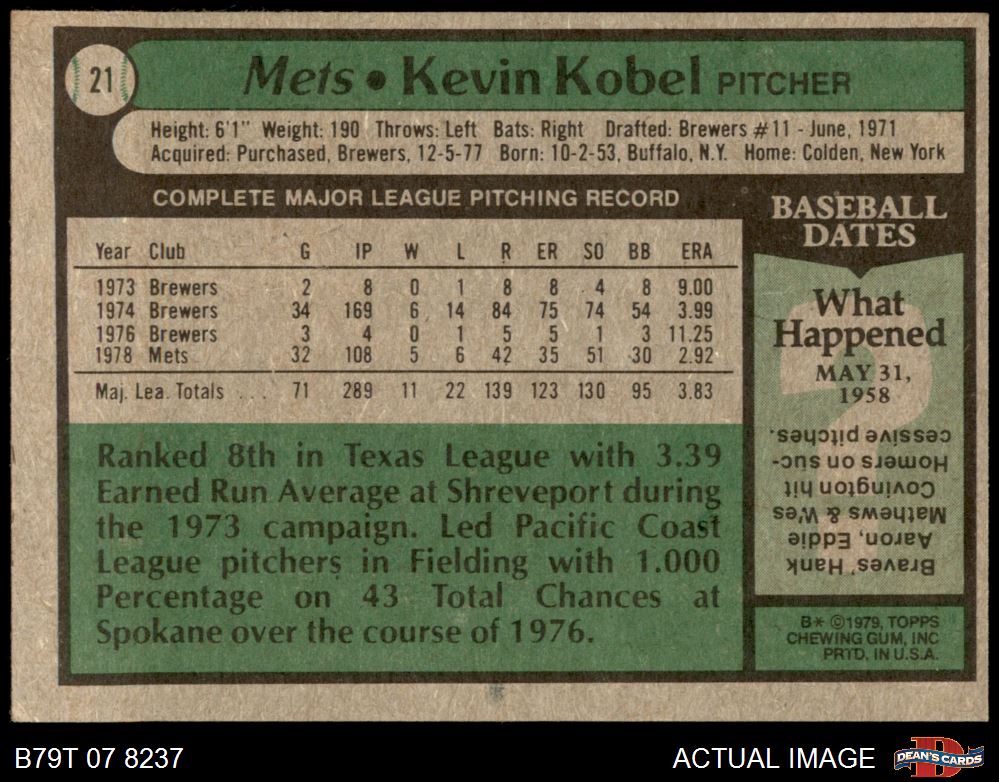 21
Mets • Kevin Kobel PITCHER
Height: 6'1" Weight: 190 Throws: Left Bats: Right Drafted: Brewers #11 - June, 1971
Acquired: Purchased, Brewers, 12-5-77 Born: 10-2-53, Buffalo, N.Y. Home: Colden, New York
COMPLETE MAJOR LEAGUE PITCHING RECORD
Year Club G IP W L R ER SO BB ERA
1973 Brewers 2 8 0 1 8 8 4 8 9.00
1974 Brewers 34 169 6 14 84 75 74 54 3.99
1976 Brewers 3 4 0 1 5 5 1 3 11.25
1978 Mets 32 108 5 6 42 35 51 30 2.92
Maj. Lea. Totals . . . 71 289 11 22 139 123 130 95 3.83
Ranked 8th in Texas League with 3.39
Earned Run Average at Shreveport during
the 1973 campaign. Led Pacific Coast
League pitchers in Fielding with 1.000
Percentage on 43 Total Chances at
Spokane over the course of 1976.
BASEBALL
DATES
What
Happened
MAY 31,
1958
Braves' Hank
Aaron, Eddie
Mathews & Wes
Covington hit
Homers on suc-
cessive pitches.
B* ©1979, TOPPS
CHEWING GUM, INC
PRTD. IN U.S.A.
B79T 07 8237
ACTUAL IMAGE
DEAN'S CARDS